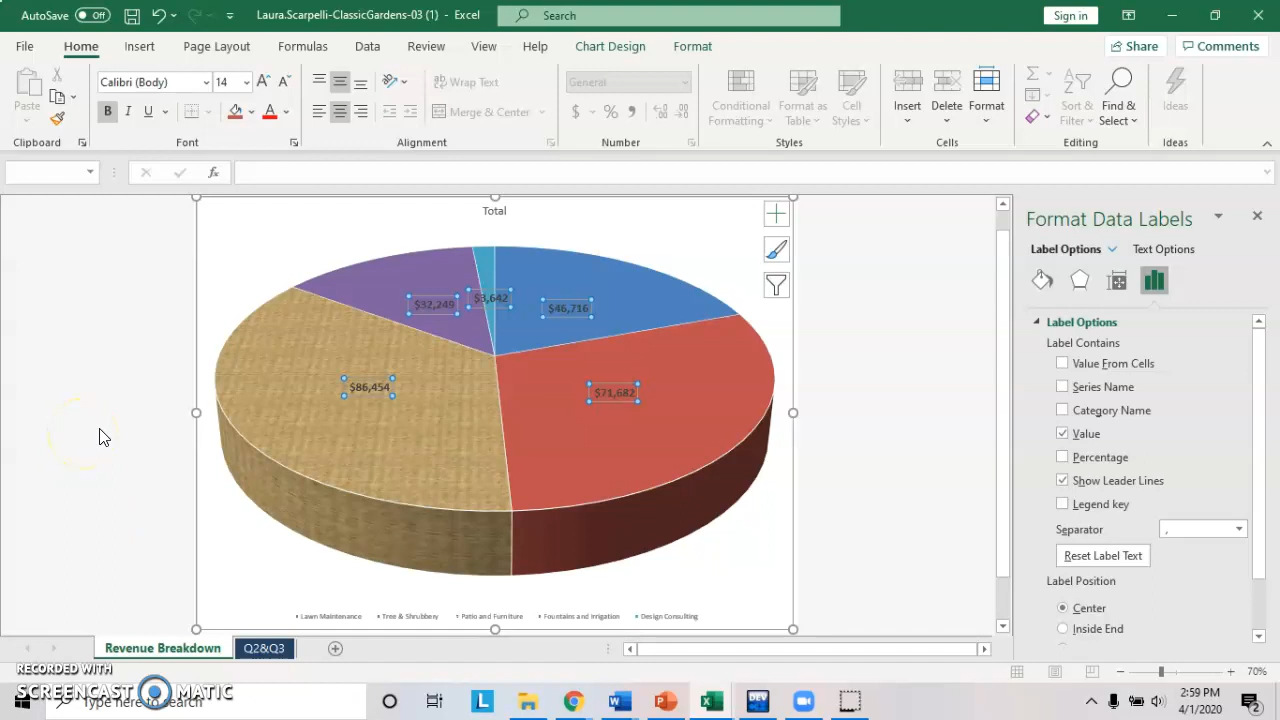 AutoSave Off Laura.Scarpelli-ClassicGardens-03 (1) - Excel Search Sign in
File Home Insert Page Layout Formulas Data Review View Help Chart Design Format Share Comments
Calibri (Body) 14 Wrap Text General
Paste B I U Merge & Center $ % , Conditional Formatting Format as Table Cell Styles Insert Delete Format Sort & Filter Find & Select Ideas
Clipboard Font Alignment Number Styles Cells Editing Ideas
fx
Total
$32,249 $3,642 $46,716
$86,454 $71,682
Lawn Maintenance Tree & Shrubbery Patio and Furniture Fountains and Irrigation Design Consulting
Format Data Labels
Label Options Text Options
Label Options
Label Contains
Value From Cells
Series Name
Category Name
Value
Percentage
Show Leader Lines
Legend key
Separator ,
Reset Label Text
Label Position
Center
Inside End
Revenue Breakdown Q2&Q3
70%
RECORDED WITH
SCREENCAST MATIC
Type here to search
2:59 PM
4/1/2020
2